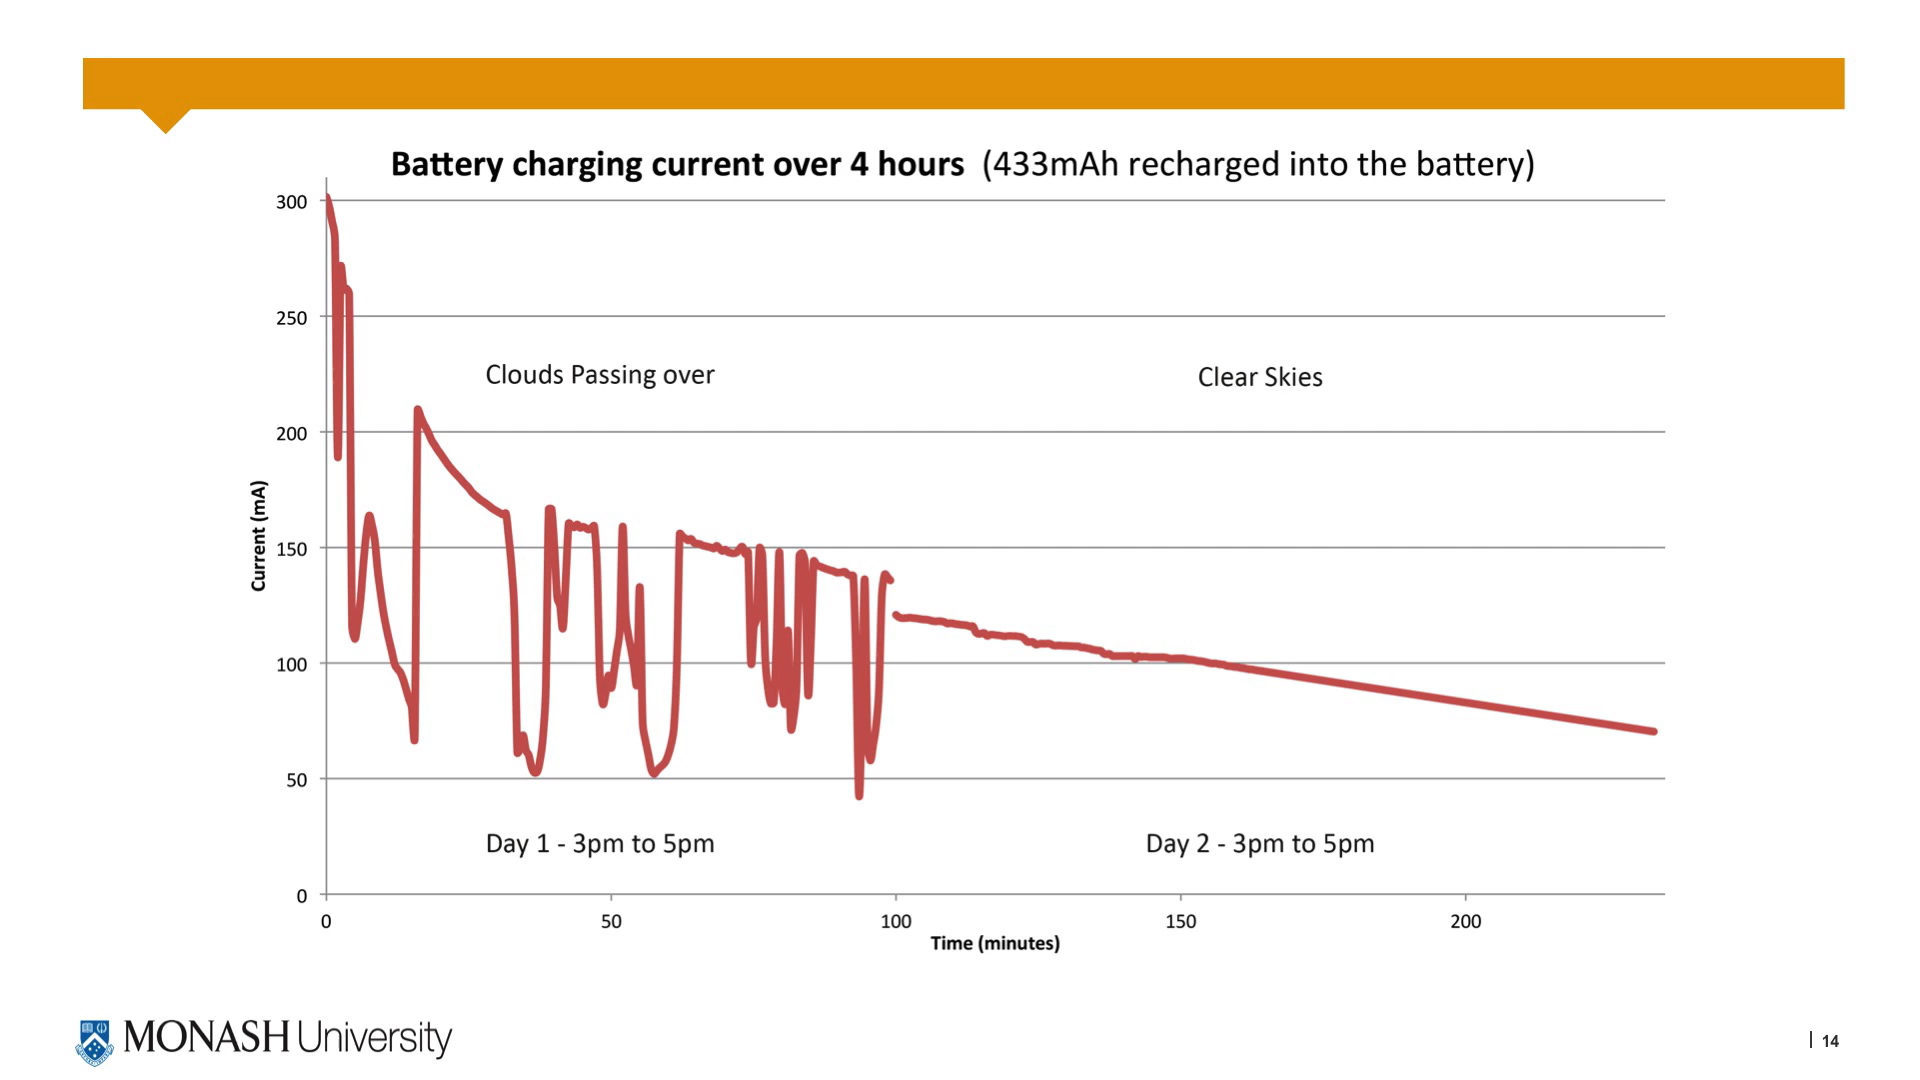 Battery charging current over 4 hours (433mAh recharged into the battery)
300
250
200
150
100
50
0
Current (mA)
Clouds Passing over
Clear Skies
Day 1 - 3pm to 5pm
Day 2 - 3pm to 5pm
0 50 100 150 200
Time (minutes)
MONASH University
14